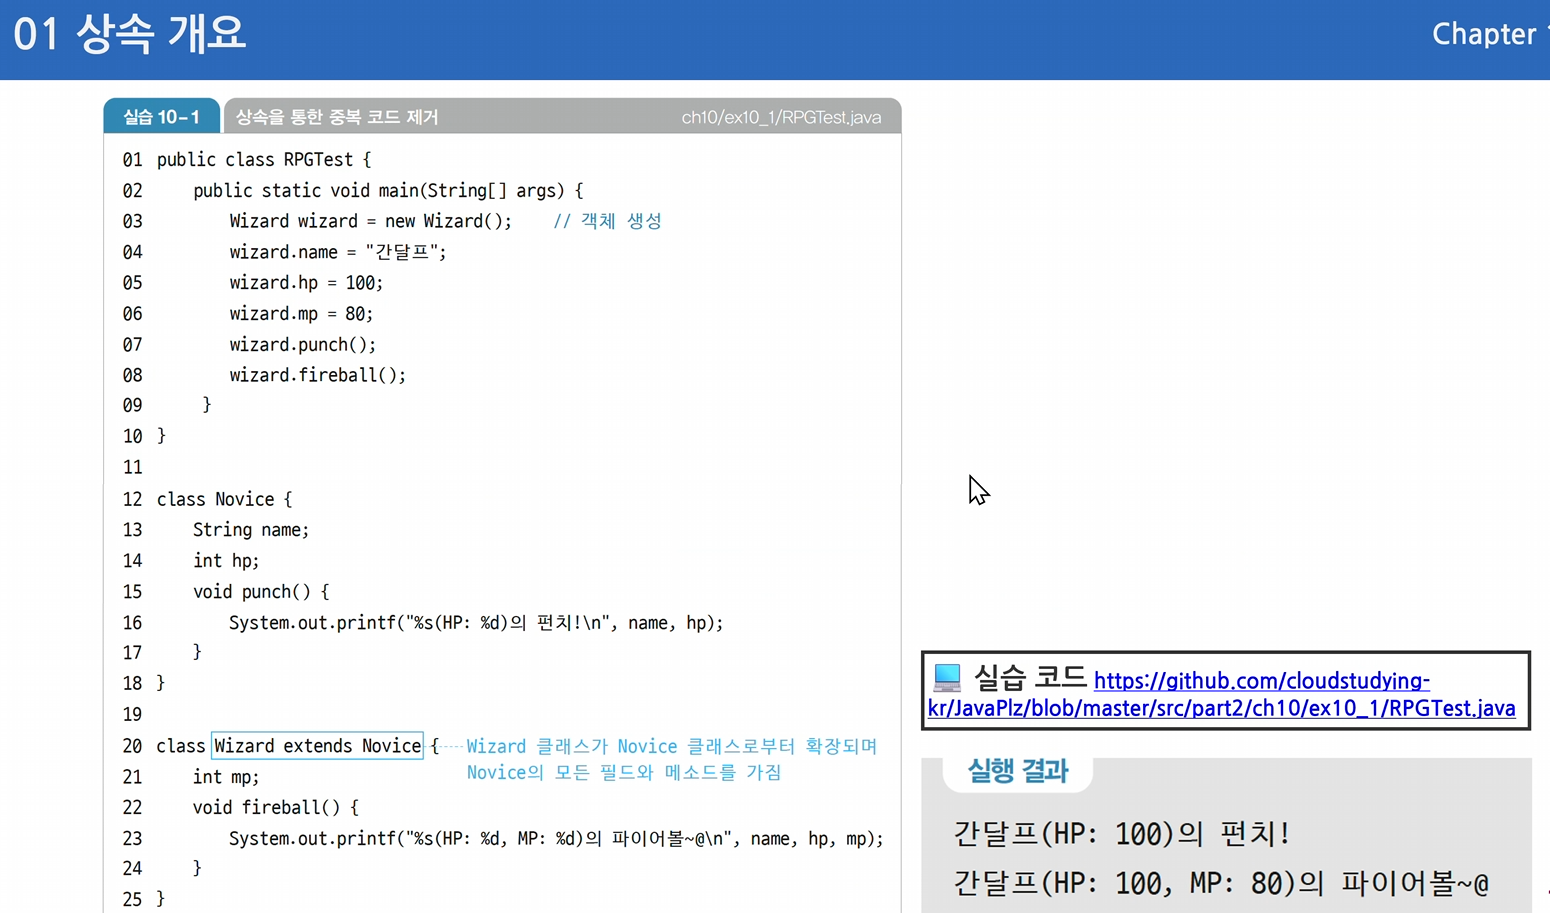 01 상속 개요
Chapter
실습 10-1
상속을 통한 중복 코드 제거
ch10/ex10_1/RPGTest.java
01 public class RPGTest {
02 public static void main(String[] args) {
03 Wizard wizard = new Wizard(); // 객체 생성
04 wizard.name = "간달프";
05 wizard.hp = 100;
06 wizard.mp = 80;
07 wizard.punch();
08 wizard.fireball();
09 }
10 }
11
12 class Novice {
13 String name;
14 int hp;
15 void punch() {
16 System.out.printf("%s(HP: %d)의 펀치!\n", name, hp);
17 }
18 }
19
20 class Wizard extends Novice { Wizard 클래스가 Novice 클래스로부터 확장되며
Novice의 모든 필드와 메소드를 가짐
21 int mp;
22 void fireball() {
23 System.out.printf("%s(HP: %d, MP: %d)의 파이어볼~@\n", name, hp, mp);
24 }
25 }
실습 코드 https://github.com/cloudstudying-
kr/JavaPlz/blob/master/src/part2/ch10/ex10_1/RPGTest.java
실행 결과
간달프(HP: 100)의 펀치!
간달프(HP: 100, MP: 80)의 파이어볼~@